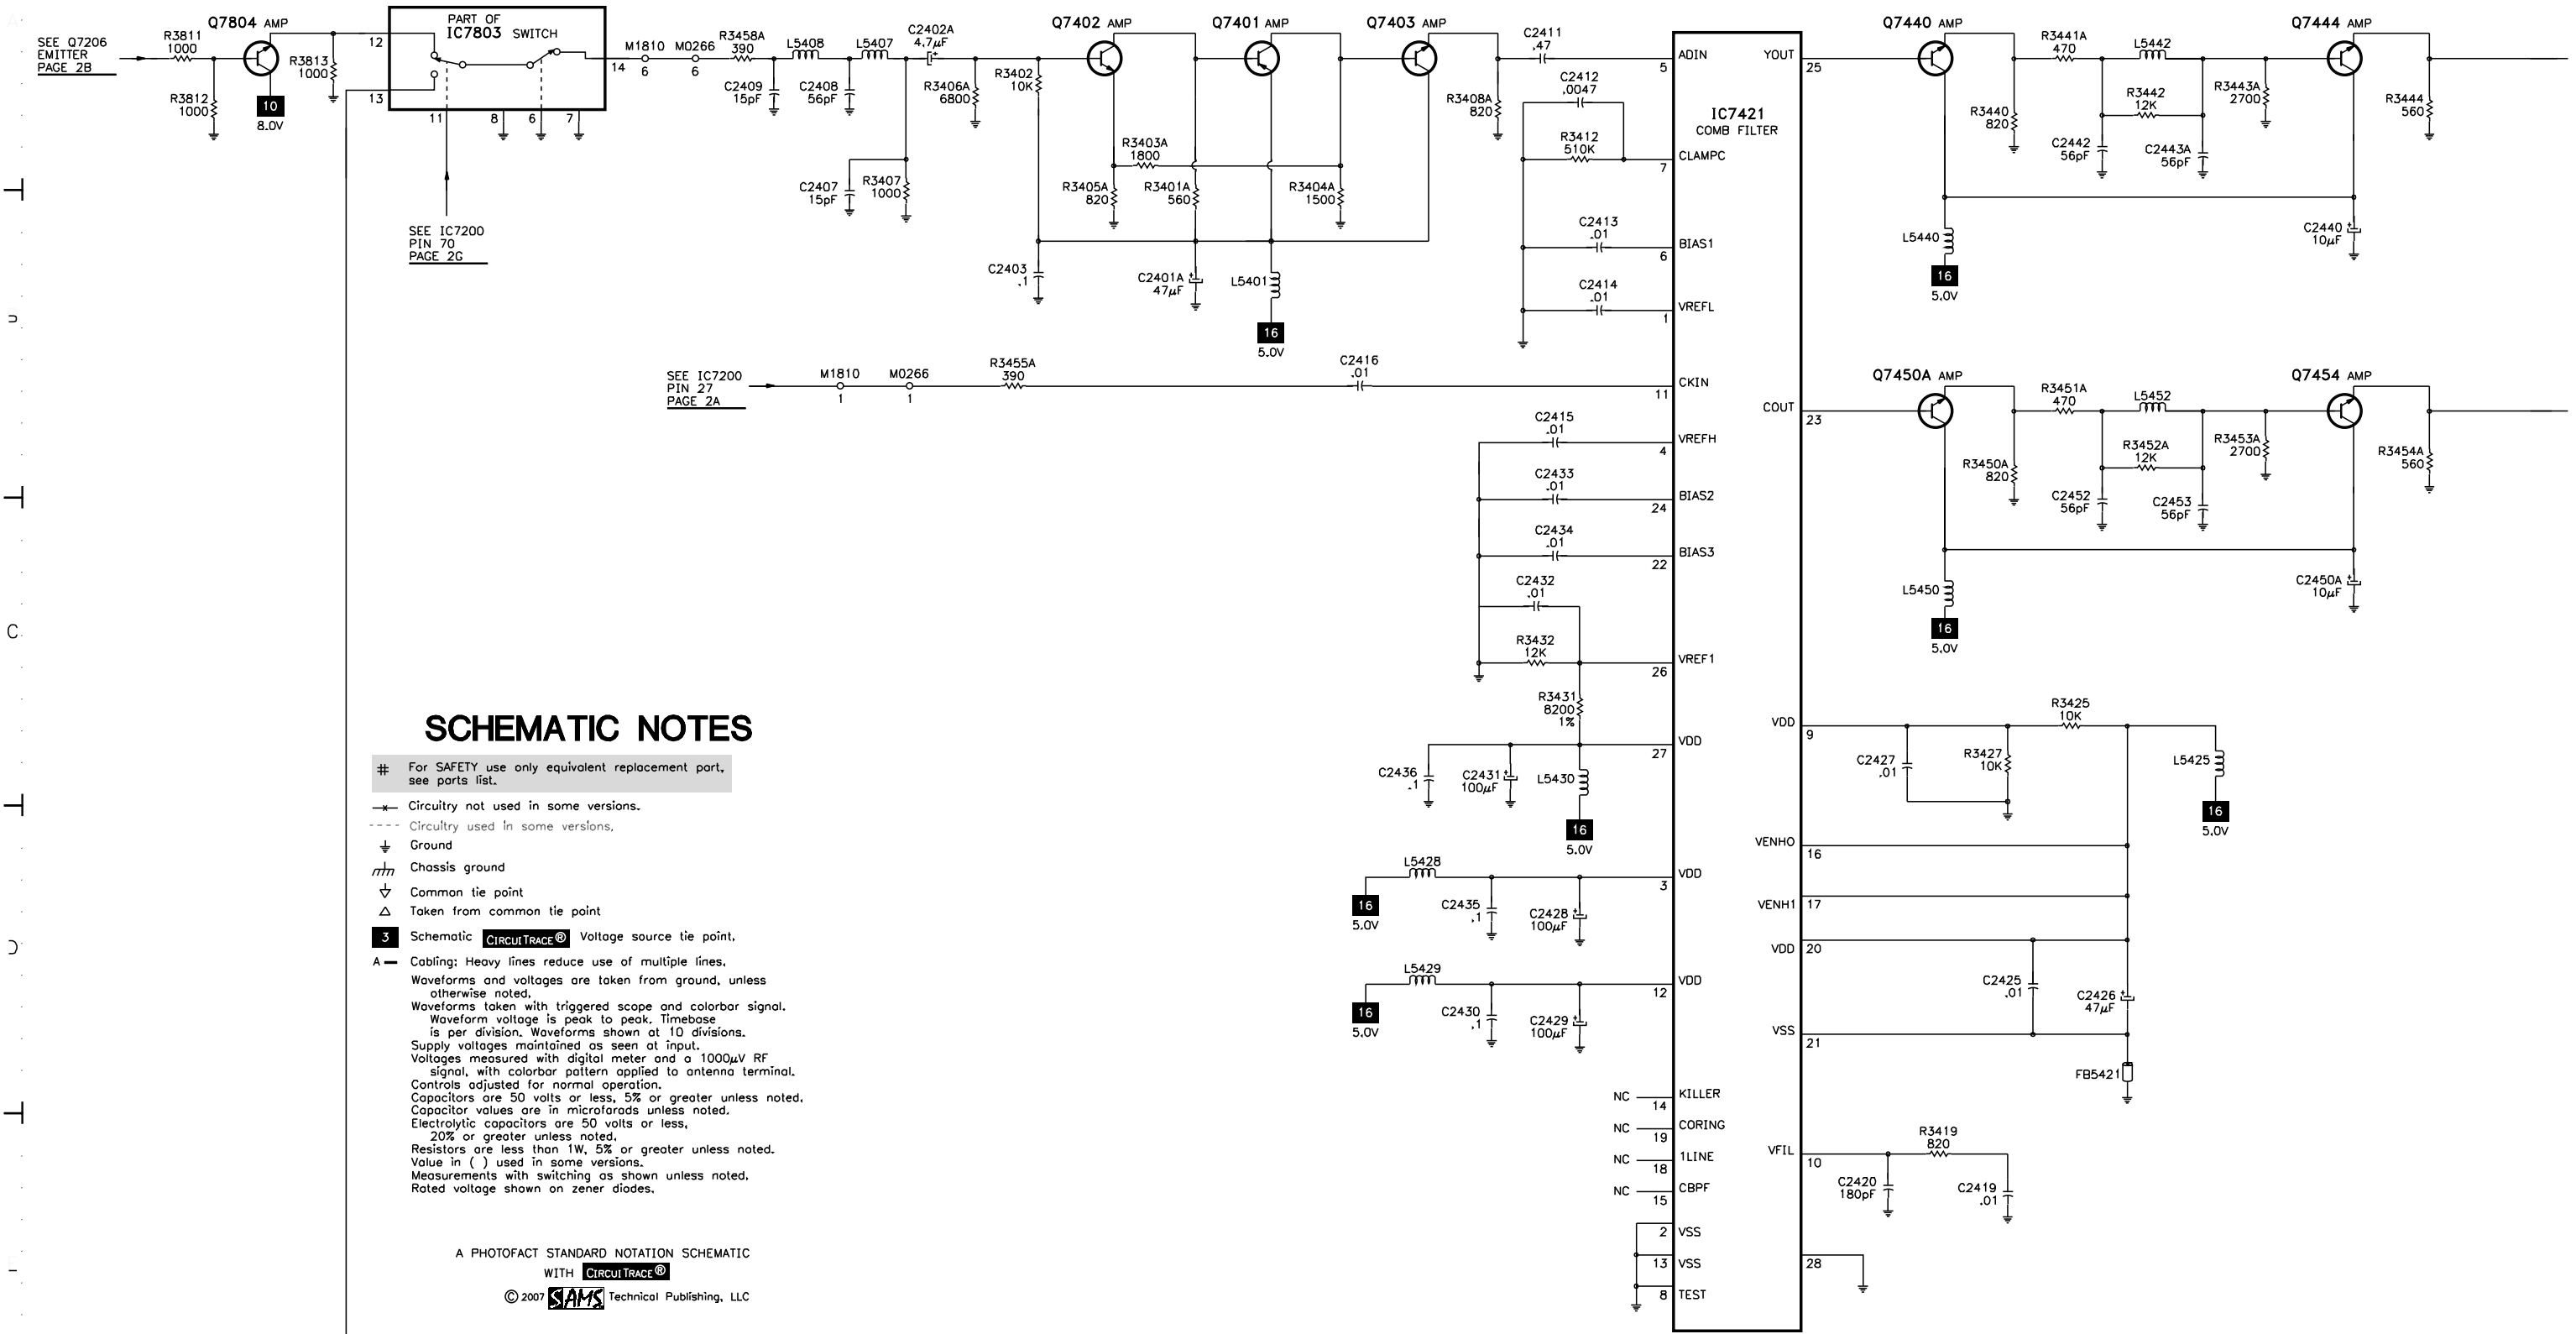 SEE Q7206
EMITTER
PAGE 2B
R3811
1000
R3812
1000
Q7804 AMP
10
8.0V
R3813
1000
PART OF
IC7803 SWITCH
12
13
14
11
8
6
7
SEE IC7200
PIN 70
PAGE 2G
M1810
6
M0266
6
R3458A
390
C2409
15pF
L5408
C2408
56pF
L5407
C2407
15pF
R3407
1000
C2402A
4.7µF
+
R3406A
6800
R3402
10K
C2403
.1
Q7402 AMP
R3403A
1800
R3405A
820
R3401A
560
C2401A
47µF
+
Q7401 AMP
L5401
16
5.0V
R3404A
1500
Q7403 AMP
R3408A
820
C2411
.47
C2412
.0047
R3412
510K
C2413
.01
C2414
.01
SEE IC7200
PIN 27
PAGE 2A
M1810
1
M0266
1
R3455A
390
C2416
.01
C2415
.01
C2433
.01
C2434
.01
C2432
.01
R3432
12K
R3431
8200
1%
C2436
.1
C2431
100µF
+
L5430
16
5.0V
L5428
16
5.0V
C2435
.1
C2428
100µF
+
L5429
16
5.0V
C2430
.1
C2429
100µF
+
IC7421
COMB FILTER
ADIN
5
CLAMPC
7
BIAS1
6
VREFL
1
CKIN
11
VREFH
4
BIAS2
24
BIAS3
22
VREF1
26
VDD
27
VDD
3
VDD
12
NC
KILLER
14
NC
CORING
19
NC
1LINE
18
NC
CBPF
15
2 VSS
13 VSS
8 TEST
YOUT
25
COUT
23
VDD
9
VENHO
16
VENH1
17
VDD
20
VSS
21
VFIL
10
28
Q7440 AMP
R3440
820
L5440
16
5.0V
R3441A
470
L5442
R3442
12K
C2442
56pF
C2443A
56pF
R3443A
2700
Q7444 AMP
R3444
560
C2440
10µF
+
Q7450A AMP
R3450A
820
L5450
16
5.0V
R3451A
470
L5452
R3452A
12K
C2452
56pF
C2453
56pF
R3453A
2700
Q7454 AMP
R3454A
560
C2450A
10µF
+
R3425
10K
C2427
.01
R3427
10K
L5425
16
5.0V
C2425
.01
C2426
47µF
+
FB5421
R3419
820
C2420
180pF
C2419
.01
C
D
SCHEMATIC NOTES
# For SAFETY use only equivalent replacement part,
see parts list.
Circuitry not used in some versions.
Circuitry used in some versions.
Ground
Chassis ground
Common tie point
Taken from common tie point
3 Schematic CIRCUITRACE® Voltage source tie point.
A Cabling: Heavy lines reduce use of multiple lines.
Waveforms and voltages are taken from ground, unless
otherwise noted.
Waveforms taken with triggered scope and colorbar signal.
Waveform voltage is peak to peak. Timebase
is per division. Waveforms shown at 10 divisions.
Supply voltages maintained as seen at input.
Voltages measured with digital meter and a 1000µV RF
signal, with colorbar pattern applied to antenna terminal.
Controls adjusted for normal operation.
Capacitors are 50 volts or less, 5% or greater unless noted.
Capacitor values are in microfarads unless noted.
Electrolytic capacitors are 50 volts or less,
20% or greater unless noted.
Resistors are less than 1W, 5% or greater unless noted.
Value in ( ) used in some versions.
Measurements with switching as shown unless noted.
Rated voltage shown on zener diodes.
A PHOTOFACT STANDARD NOTATION SCHEMATIC
WITH CIRCUITRACE®
© 2007 SAMS Technical Publishing, LLC